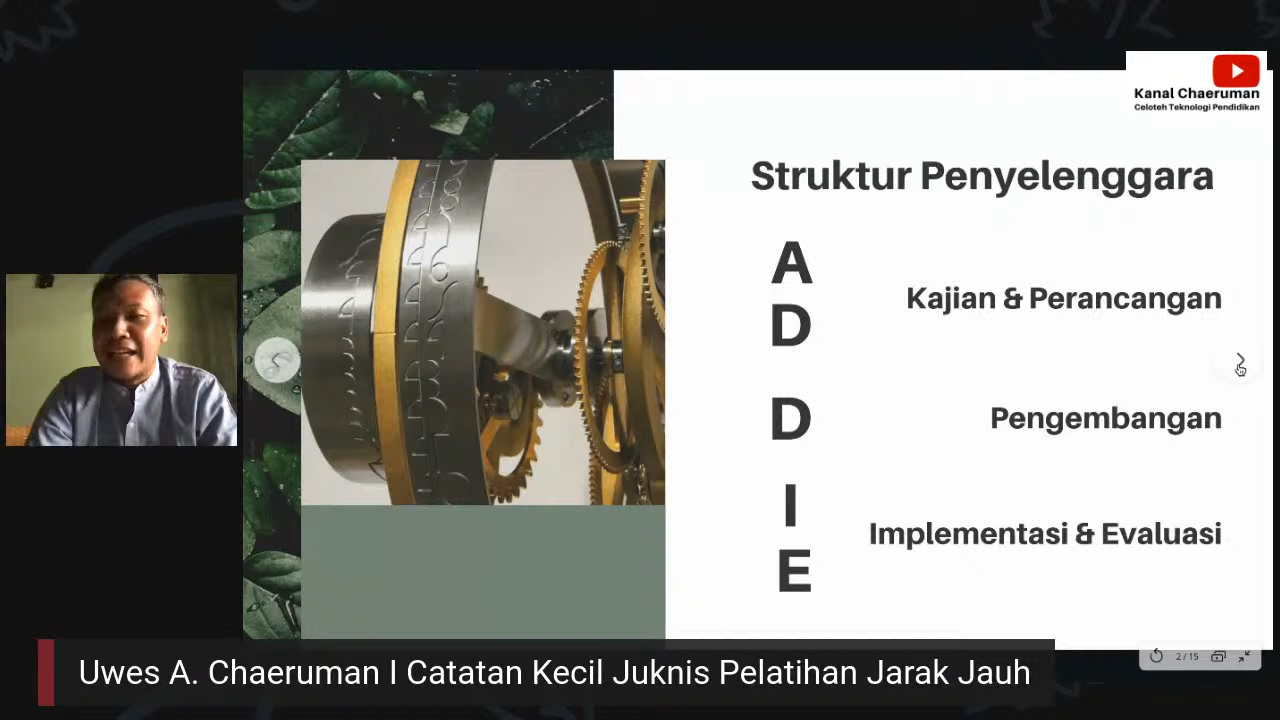 Kanal Chaeruman
Celoteh Teknologi Pendidikan
Struktur Penyelenggara
A
D
Kajian & Perancangan
D
Pengembangan
I
E
Implementasi & Evaluasi
2/15
Uwes A. Chaeruman I Catatan Kecil Juknis Pelatihan Jarak Jauh